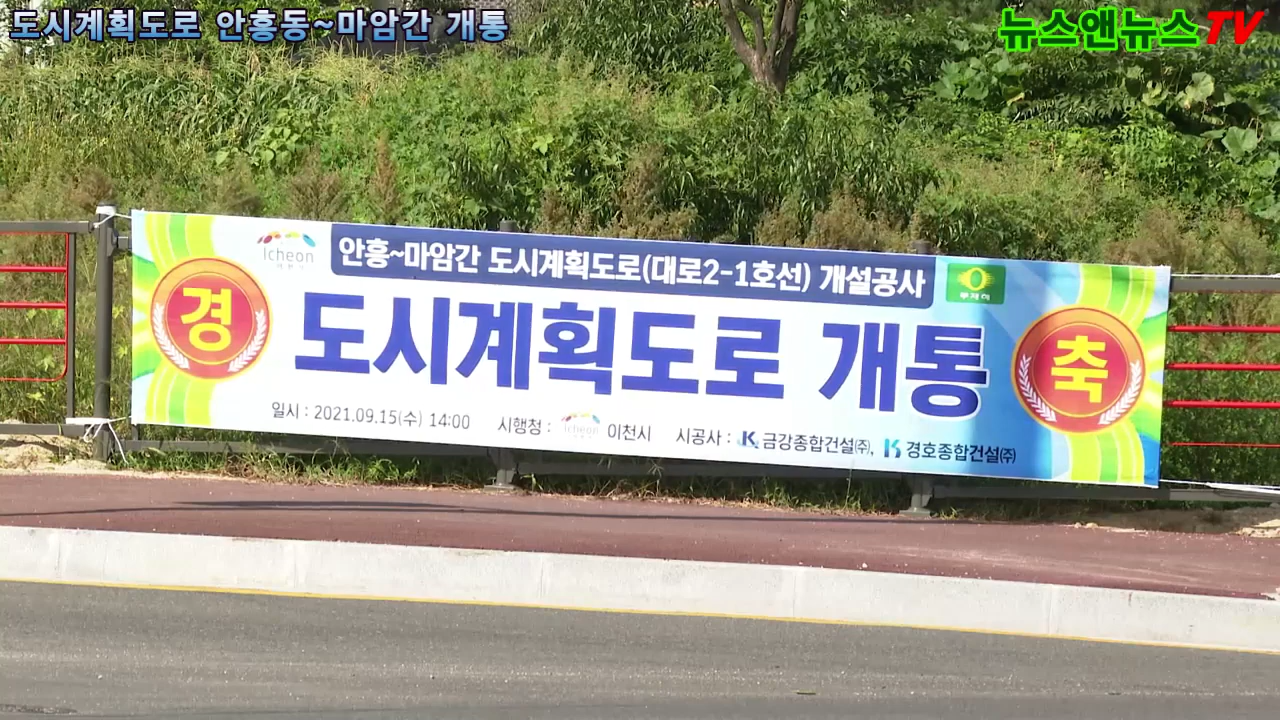 도시계획도로 안흥동~마암간 개통
뉴스앤뉴스TV
Icheon
안흥~마암간 도시계획도로(대로2-1호선) 개설공사
경
도시계획도로 개통
축
일시 : 2021.09.15(수) 14:00 시행청 : Icheon 이천시 시공사 : 금강종합건설㈜, 경호종합건설㈜